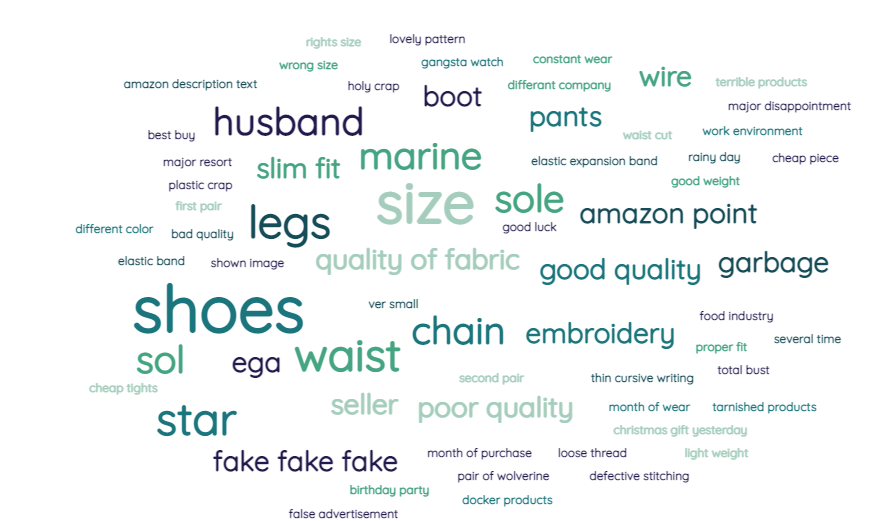 rights size
lovely pattern
wrong size
gangsta watch
constant wear
amazon description text
holy crap
boot
differant company
wire
terrible products
husband
pants
major disappointment
best buy
waist cut
work environment
major resort
slim fit
marine
elastic expansion band
rainy day
cheap piece
plastic crap
size
sole
good weight
first pair
legs
amazon point
different color
bad quality
good luck
elastic band
shown image
quality of fabric
good quality
garbage
shoes
ver small
chain
embroidery
food industry
several time
proper fit
sol
ega
waist
total bust
cheap tights
second pair
thin cursive writing
star
seller
poor quality
month of wear
tarnished products
christmas gift yesterday
fake fake fake
month of purchase
loose thread
light weight
pair of wolverine
defective stitching
birthday party
docker products
false advertisement